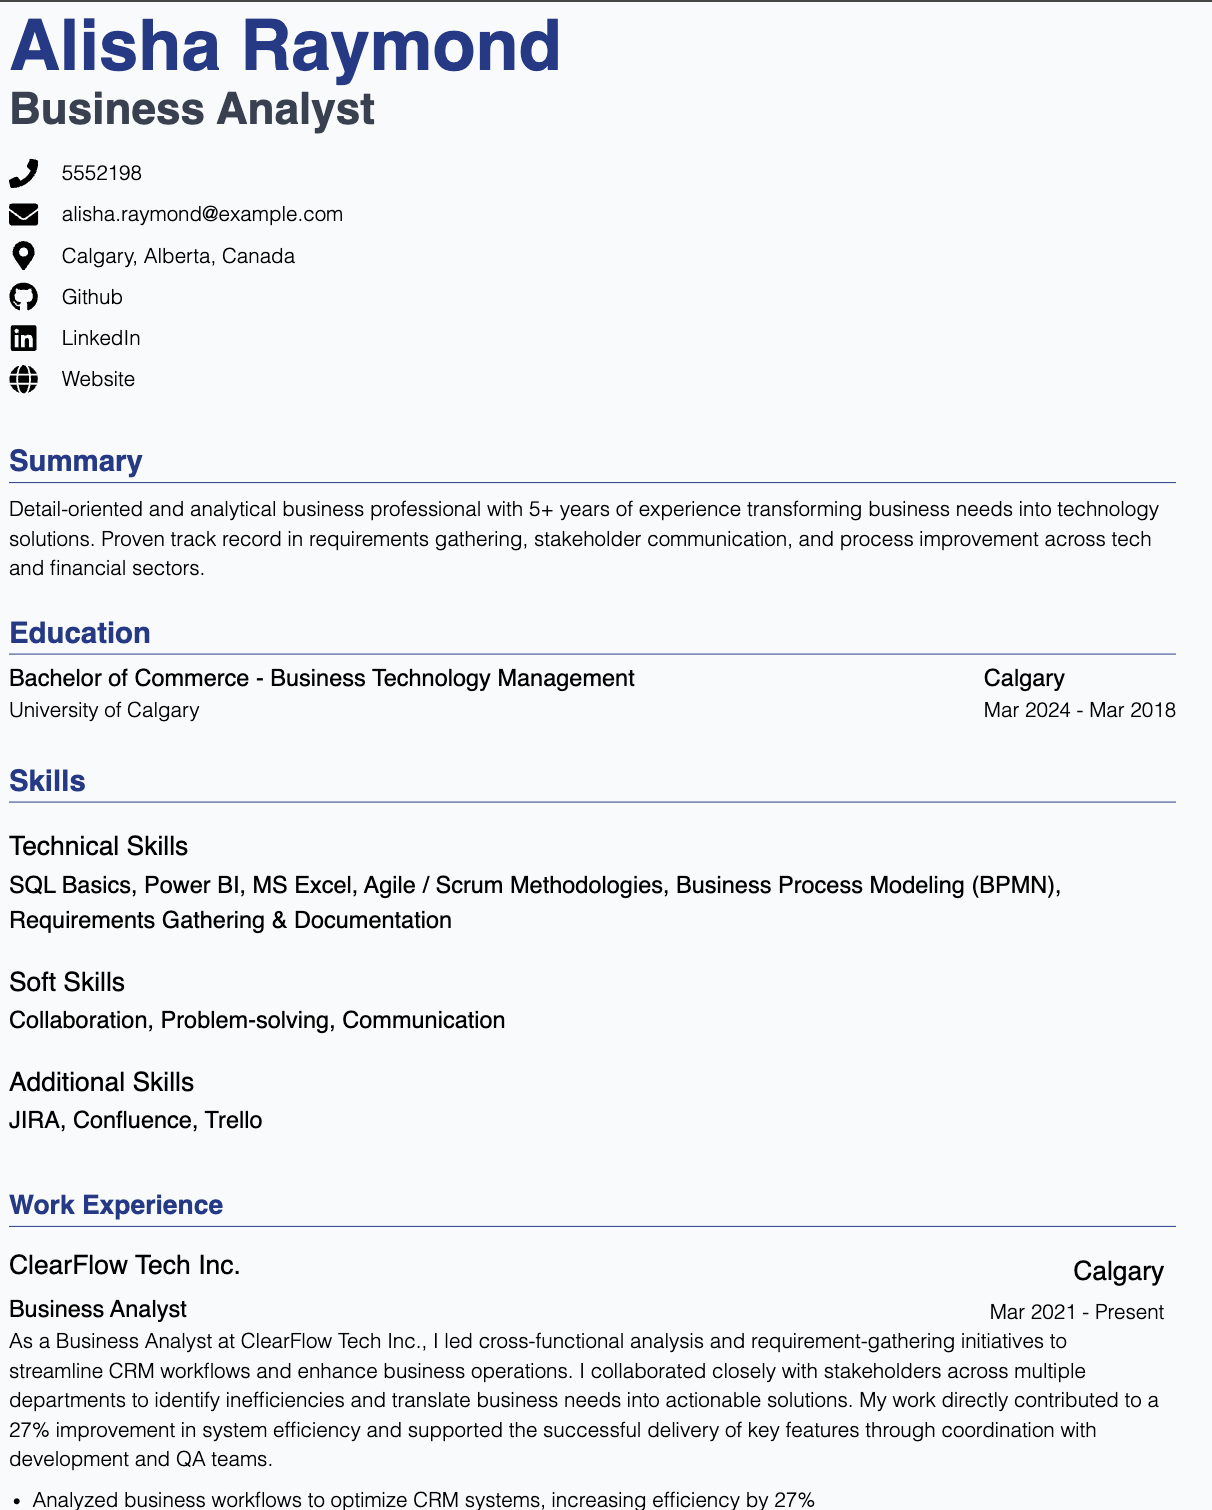 Alisha Raymond
Business Analyst
5552198
alisha.raymond@example.com
Calgary, Alberta, Canada
Github
LinkedIn
Website
Summary
Detail-oriented and analytical business professional with 5+ years of experience transforming business needs into technology
solutions. Proven track record in requirements gathering, stakeholder communication, and process improvement across tech
and financial sectors.
Education
Bachelor of Commerce - Business Technology Management
Calgary
University of Calgary
Mar 2024 - Mar 2018
Skills
Technical Skills
SQL Basics, Power BI, MS Excel, Agile / Scrum Methodologies, Business Process Modeling (BPMN),
Requirements Gathering & Documentation
Soft Skills
Collaboration, Problem-solving, Communication
Additional Skills
JIRA, Confluence, Trello
Work Experience
ClearFlow Tech Inc.
Calgary
Business Analyst
Mar 2021 - Present
As a Business Analyst at ClearFlow Tech Inc., I led cross-functional analysis and requirement-gathering initiatives to
streamline CRM workflows and enhance business operations. I collaborated closely with stakeholders across multiple
departments to identify inefficiencies and translate business needs into actionable solutions. My work directly contributed to a
27% improvement in system efficiency and supported the successful delivery of key features through coordination with
development and QA teams.
• Analyzed business workflows to optimize CRM systems, increasing efficiency by 27%